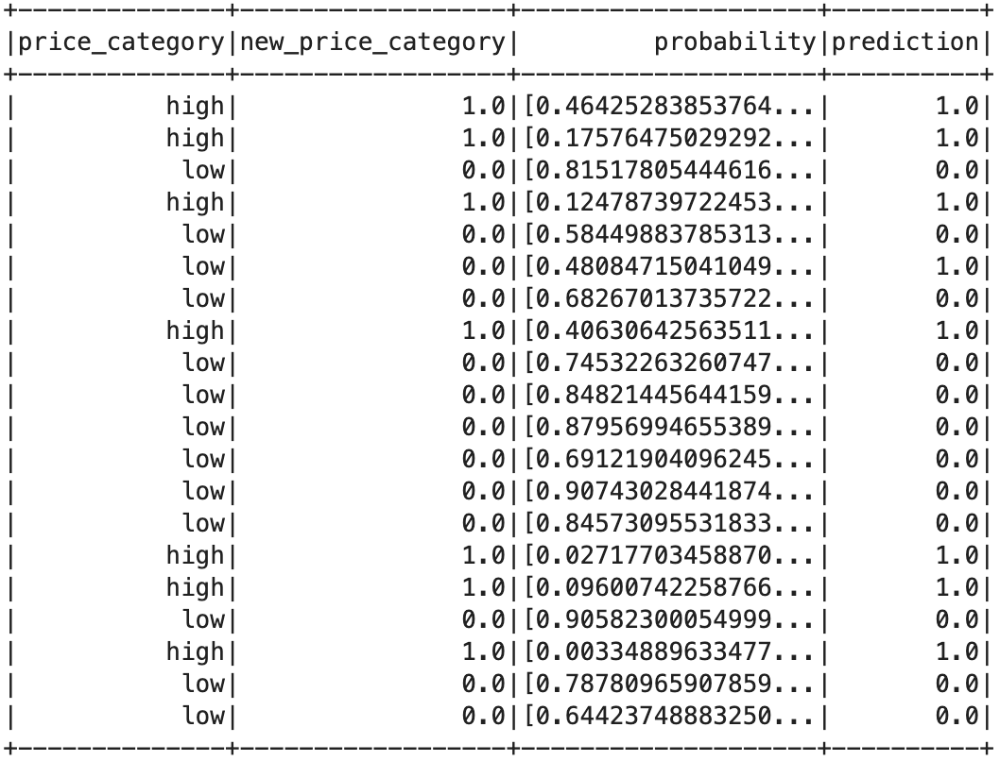 +--------------+------------------+--------------------+----------+
|price_category|new_price_category|         probability|prediction|
+--------------+------------------+--------------------+----------+
|          high|               1.0|[0.46425283853764...|       1.0|
|          high|               1.0|[0.17576475029292...|       1.0|
|           low|               0.0|[0.81517805444616...|       0.0|
|          high|               1.0|[0.12478739722453...|       1.0|
|           low|               0.0|[0.58449883785313...|       0.0|
|           low|               0.0|[0.48084715041049...|       1.0|
|           low|               0.0|[0.68267013735722...|       0.0|
|          high|               1.0|[0.40630642563511...|       1.0|
|           low|               0.0|[0.74532263260747...|       0.0|
|           low|               0.0|[0.84821445644159...|       0.0|
|           low|               0.0|[0.87956994655389...|       0.0|
|           low|               0.0|[0.69121904096245...|       0.0|
|           low|               0.0|[0.90743028441874...|       0.0|
|           low|               0.0|[0.84573095531833...|       0.0|
|          high|               1.0|[0.02717703458870...|       1.0|
|          high|               1.0|[0.09600742258766...|       1.0|
|           low|               0.0|[0.90582300054999...|       0.0|
|          high|               1.0|[0.00334889633477...|       1.0|
|           low|               0.0|[0.78780965907859...|       0.0|
|           low|               0.0|[0.64423748883250...|       0.0|
+--------------+------------------+--------------------+----------+